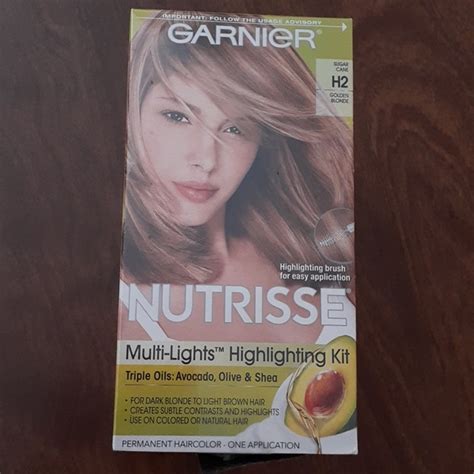 IMPORTANT: FOLLOW THE USAGE ADVISORY
GARNIER®
SUGAR
CANE
H2
GOLDEN
BLONDE
Highlighting brush
for easy application
NUTRISSE
Multi-Lights™ Highlighting Kit
Triple Oils: Avocado, Olive & Shea
• FOR DARK BLONDE TO LIGHT BROWN HAIR
• CREATES SUBTLE CONTRASTS AND HIGHLIGHTS
• USE ON COLORED OR NATURAL HAIR
PERMANENT HAIRCOLOR - ONE APPLICATION